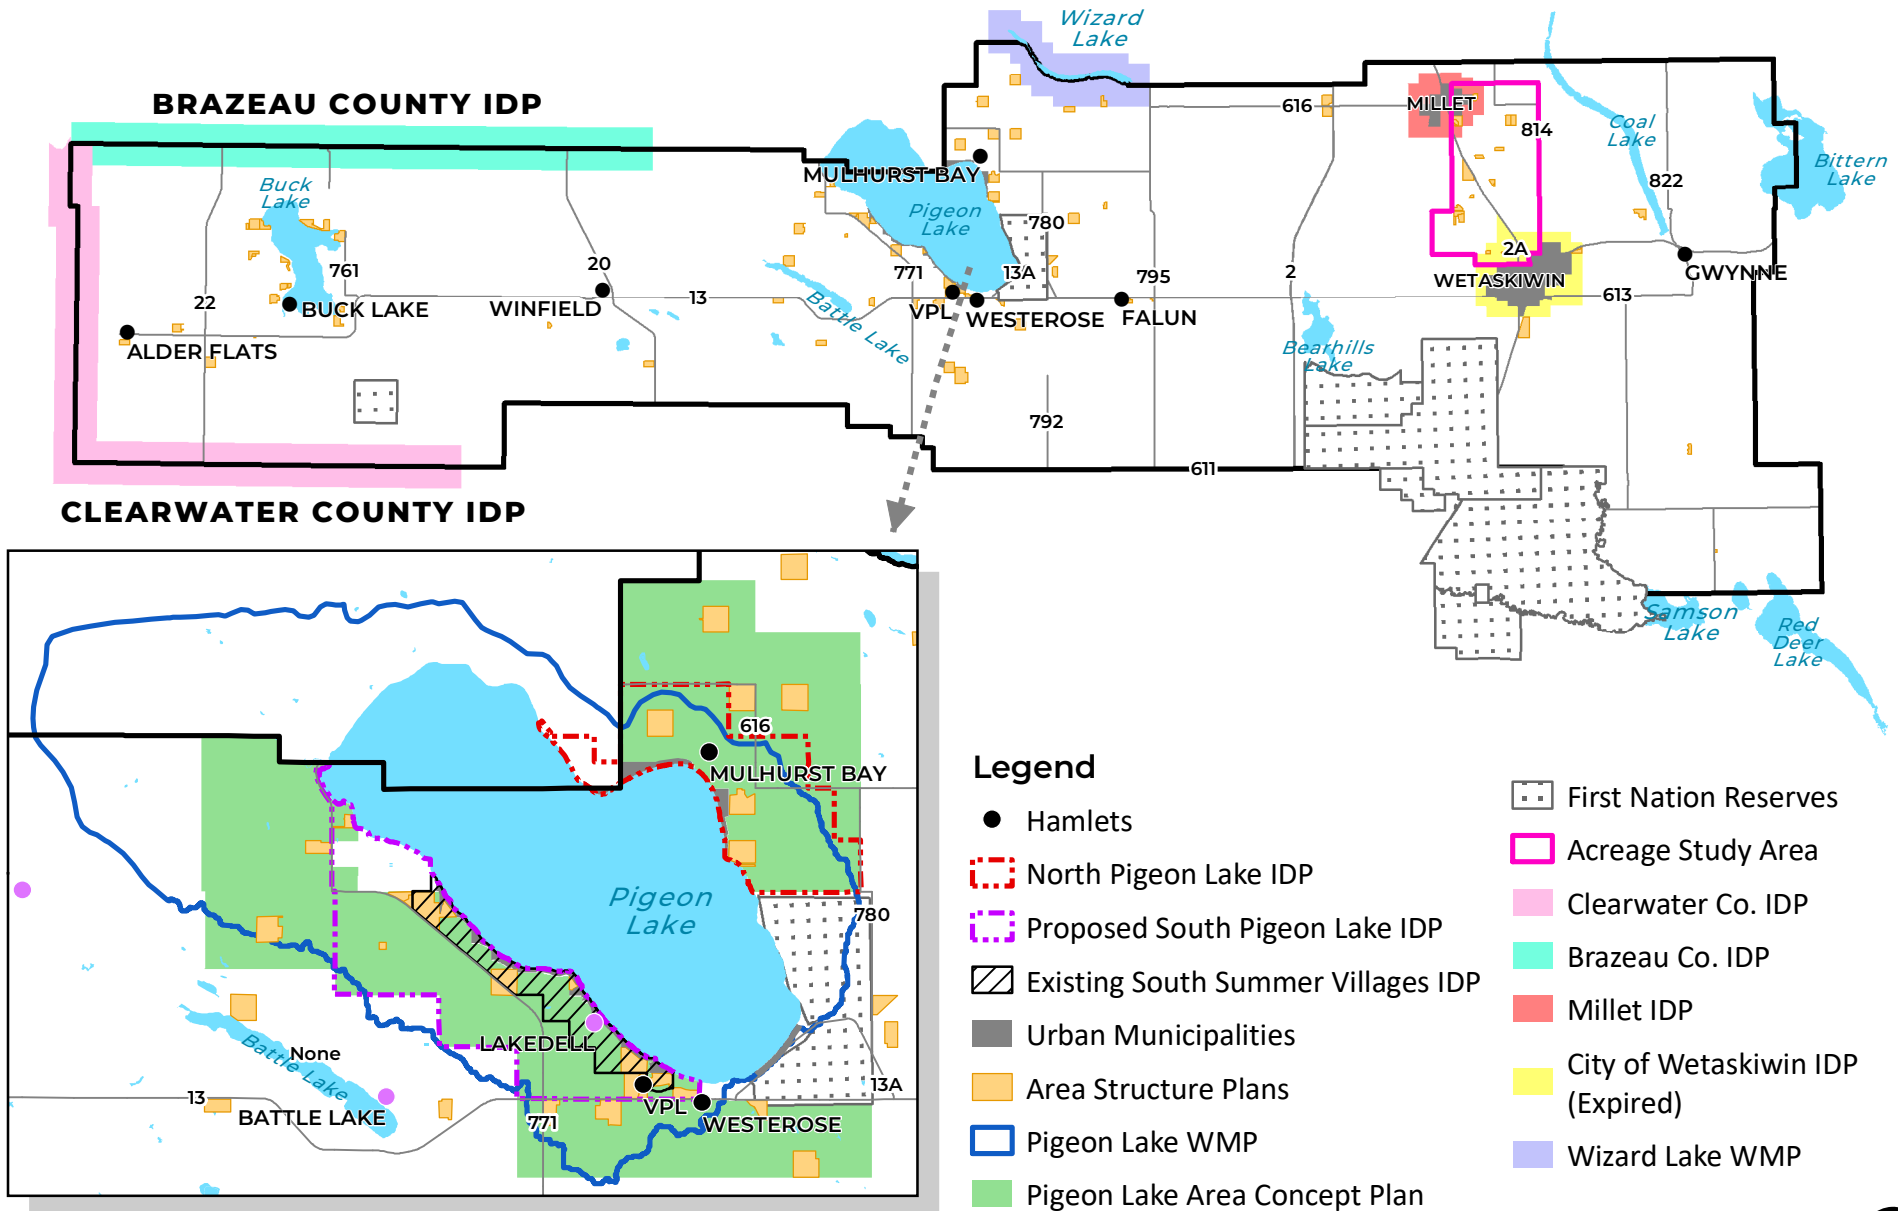 Wizard
Lake
BRAZEAU COUNTY IDP
616
MILLET
814
Coal
Lake
Bittern
Lake
MULHURST BAY
822
Buck
Lake
Pigeon
Lake
780
2A
761
20
771
13A
795
2
WETASKIWIN
GWYNNE
22
BUCK LAKE
WINFIELD
13
Battle Lake
VPL
WESTEROSE
FALUN
613
ALDER FLATS
Bearhills
Lake
792
611
CLEARWATER COUNTY IDP
Samson
Lake
Red
Deer
Lake
616
MULHURST BAY
Pigeon
Lake
780
LAKEDELL
None
Battle Lake
13
BATTLE LAKE
771
VPL
WESTEROSE
13A
Legend
Hamlets
North Pigeon Lake IDP
Proposed South Pigeon Lake IDP
Existing South Summer Villages IDP
Urban Municipalities
Area Structure Plans
Pigeon Lake WMP
Pigeon Lake Area Concept Plan
First Nation Reserves
Acreage Study Area
Clearwater Co. IDP
Brazeau Co. IDP
Millet IDP
City of Wetaskiwin IDP
(Expired)
Wizard Lake WMP